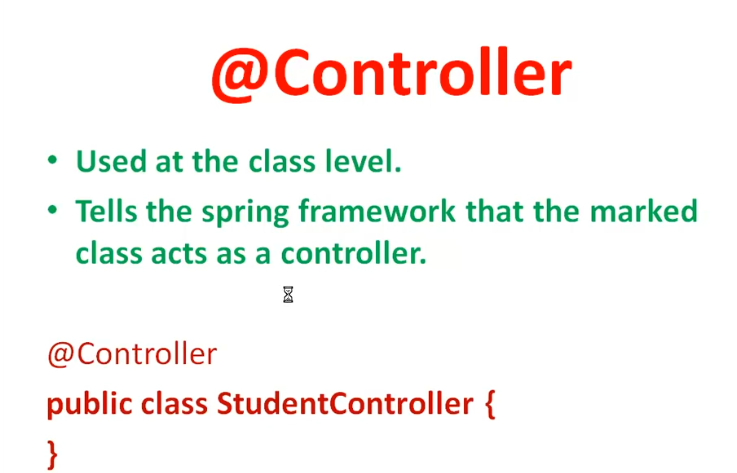 @Controller
• Used at the class level.
• Tells the spring framework that the marked
class acts as a controller.
@Controller
public class StudentController {
}